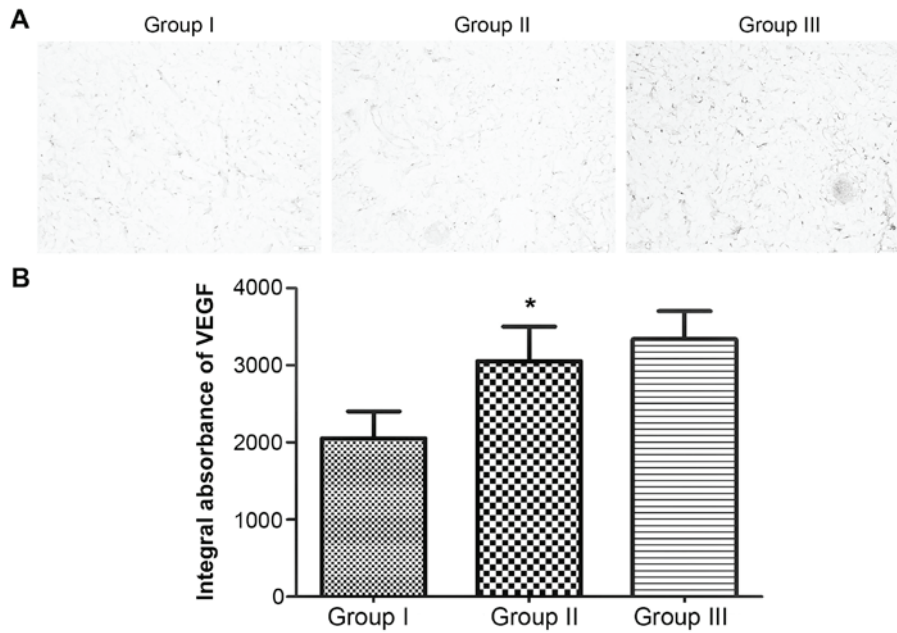 A
Group I
Group II
Group III
B
Integral absorbance of VEGF
4000
3000
2000
1000
0
*
Group I
Group II
Group III